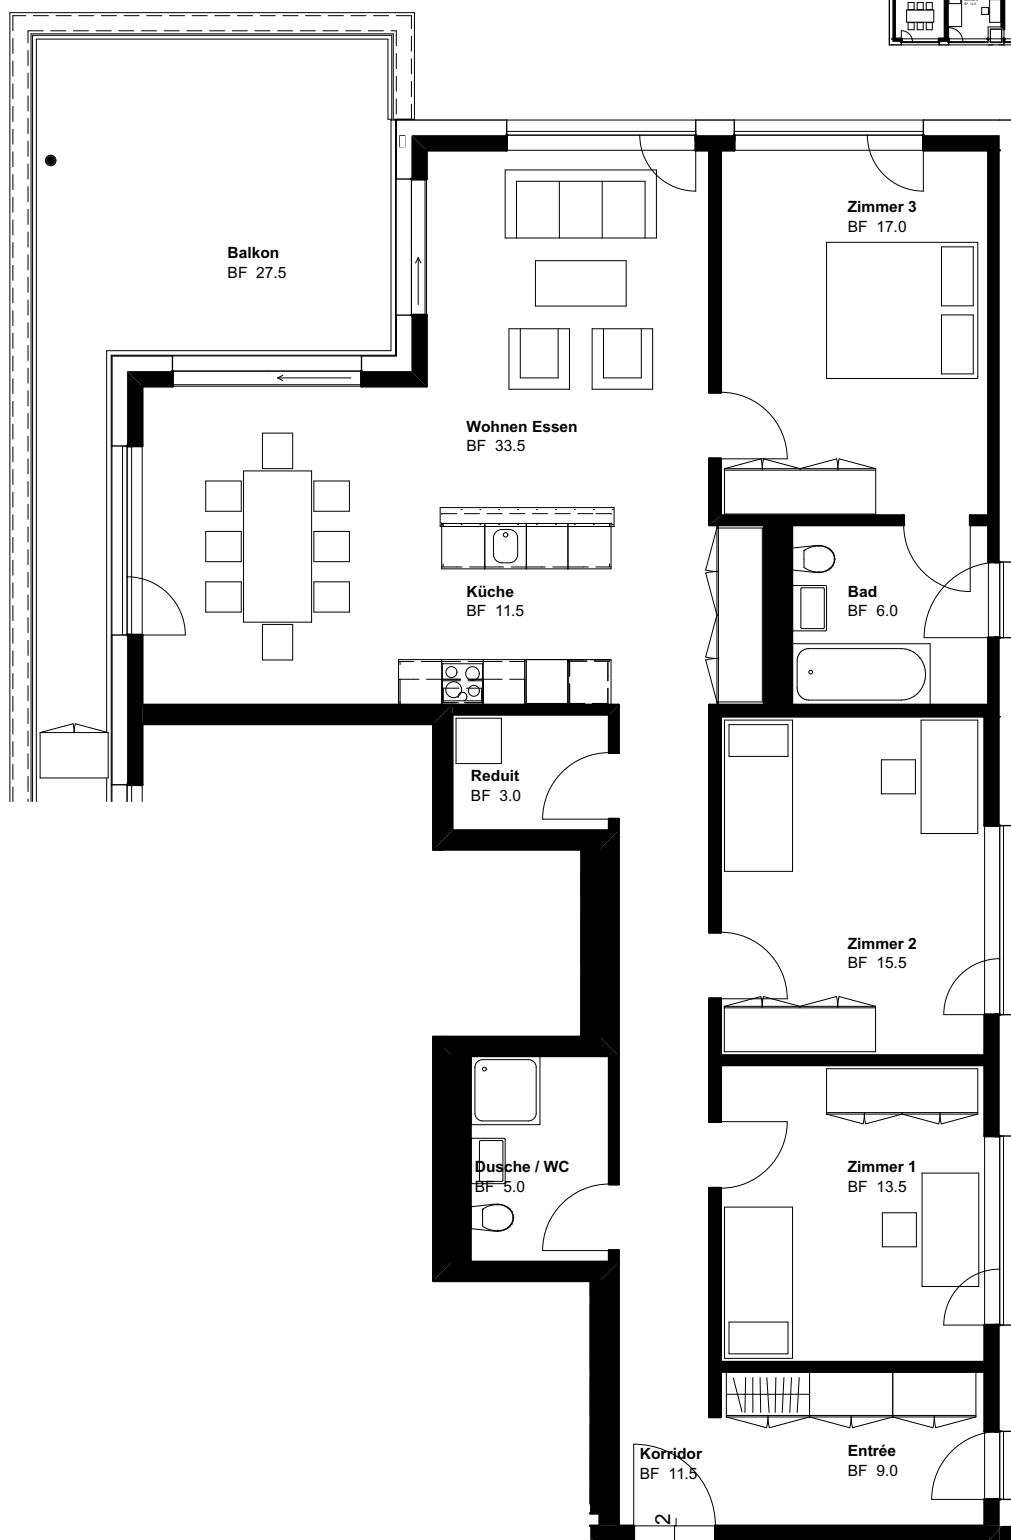 Zimmer 3
BF 17.0
Balkon
BF 27.5
Wohnen Essen
BF 33.5
Küche
BF 11.5
Bad
BF 6.0
Reduit
BF 3.0
Zimmer 2
BF 15.5
Dusche / WC
BF 5.0
Zimmer 1
BF 13.5
Korridor
BF 11.5
Entrée
BF 9.0
2